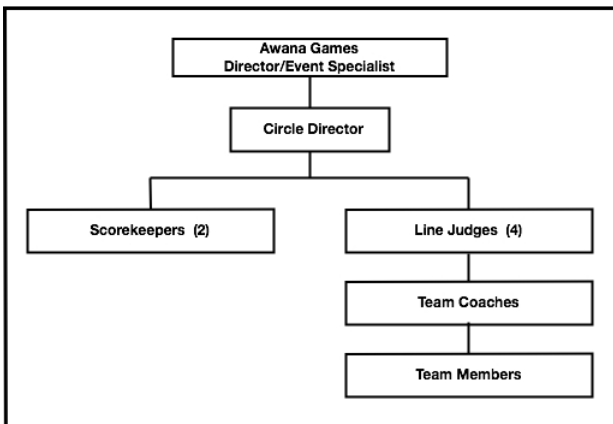 Awana Games
Director/Event Specialist
Circle Director
Scorekeepers (2)
Line Judges (4)
Team Coaches
Team Members